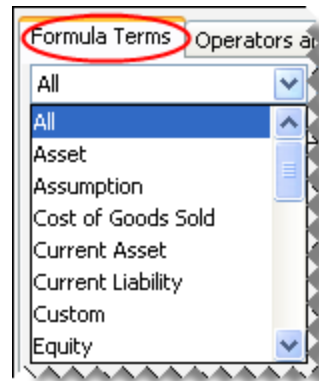 Formula Terms Operators a
All
All
Asset
Assumption
Cost of Goods Sold
Current Asset
Current Liability
Custom
Equity